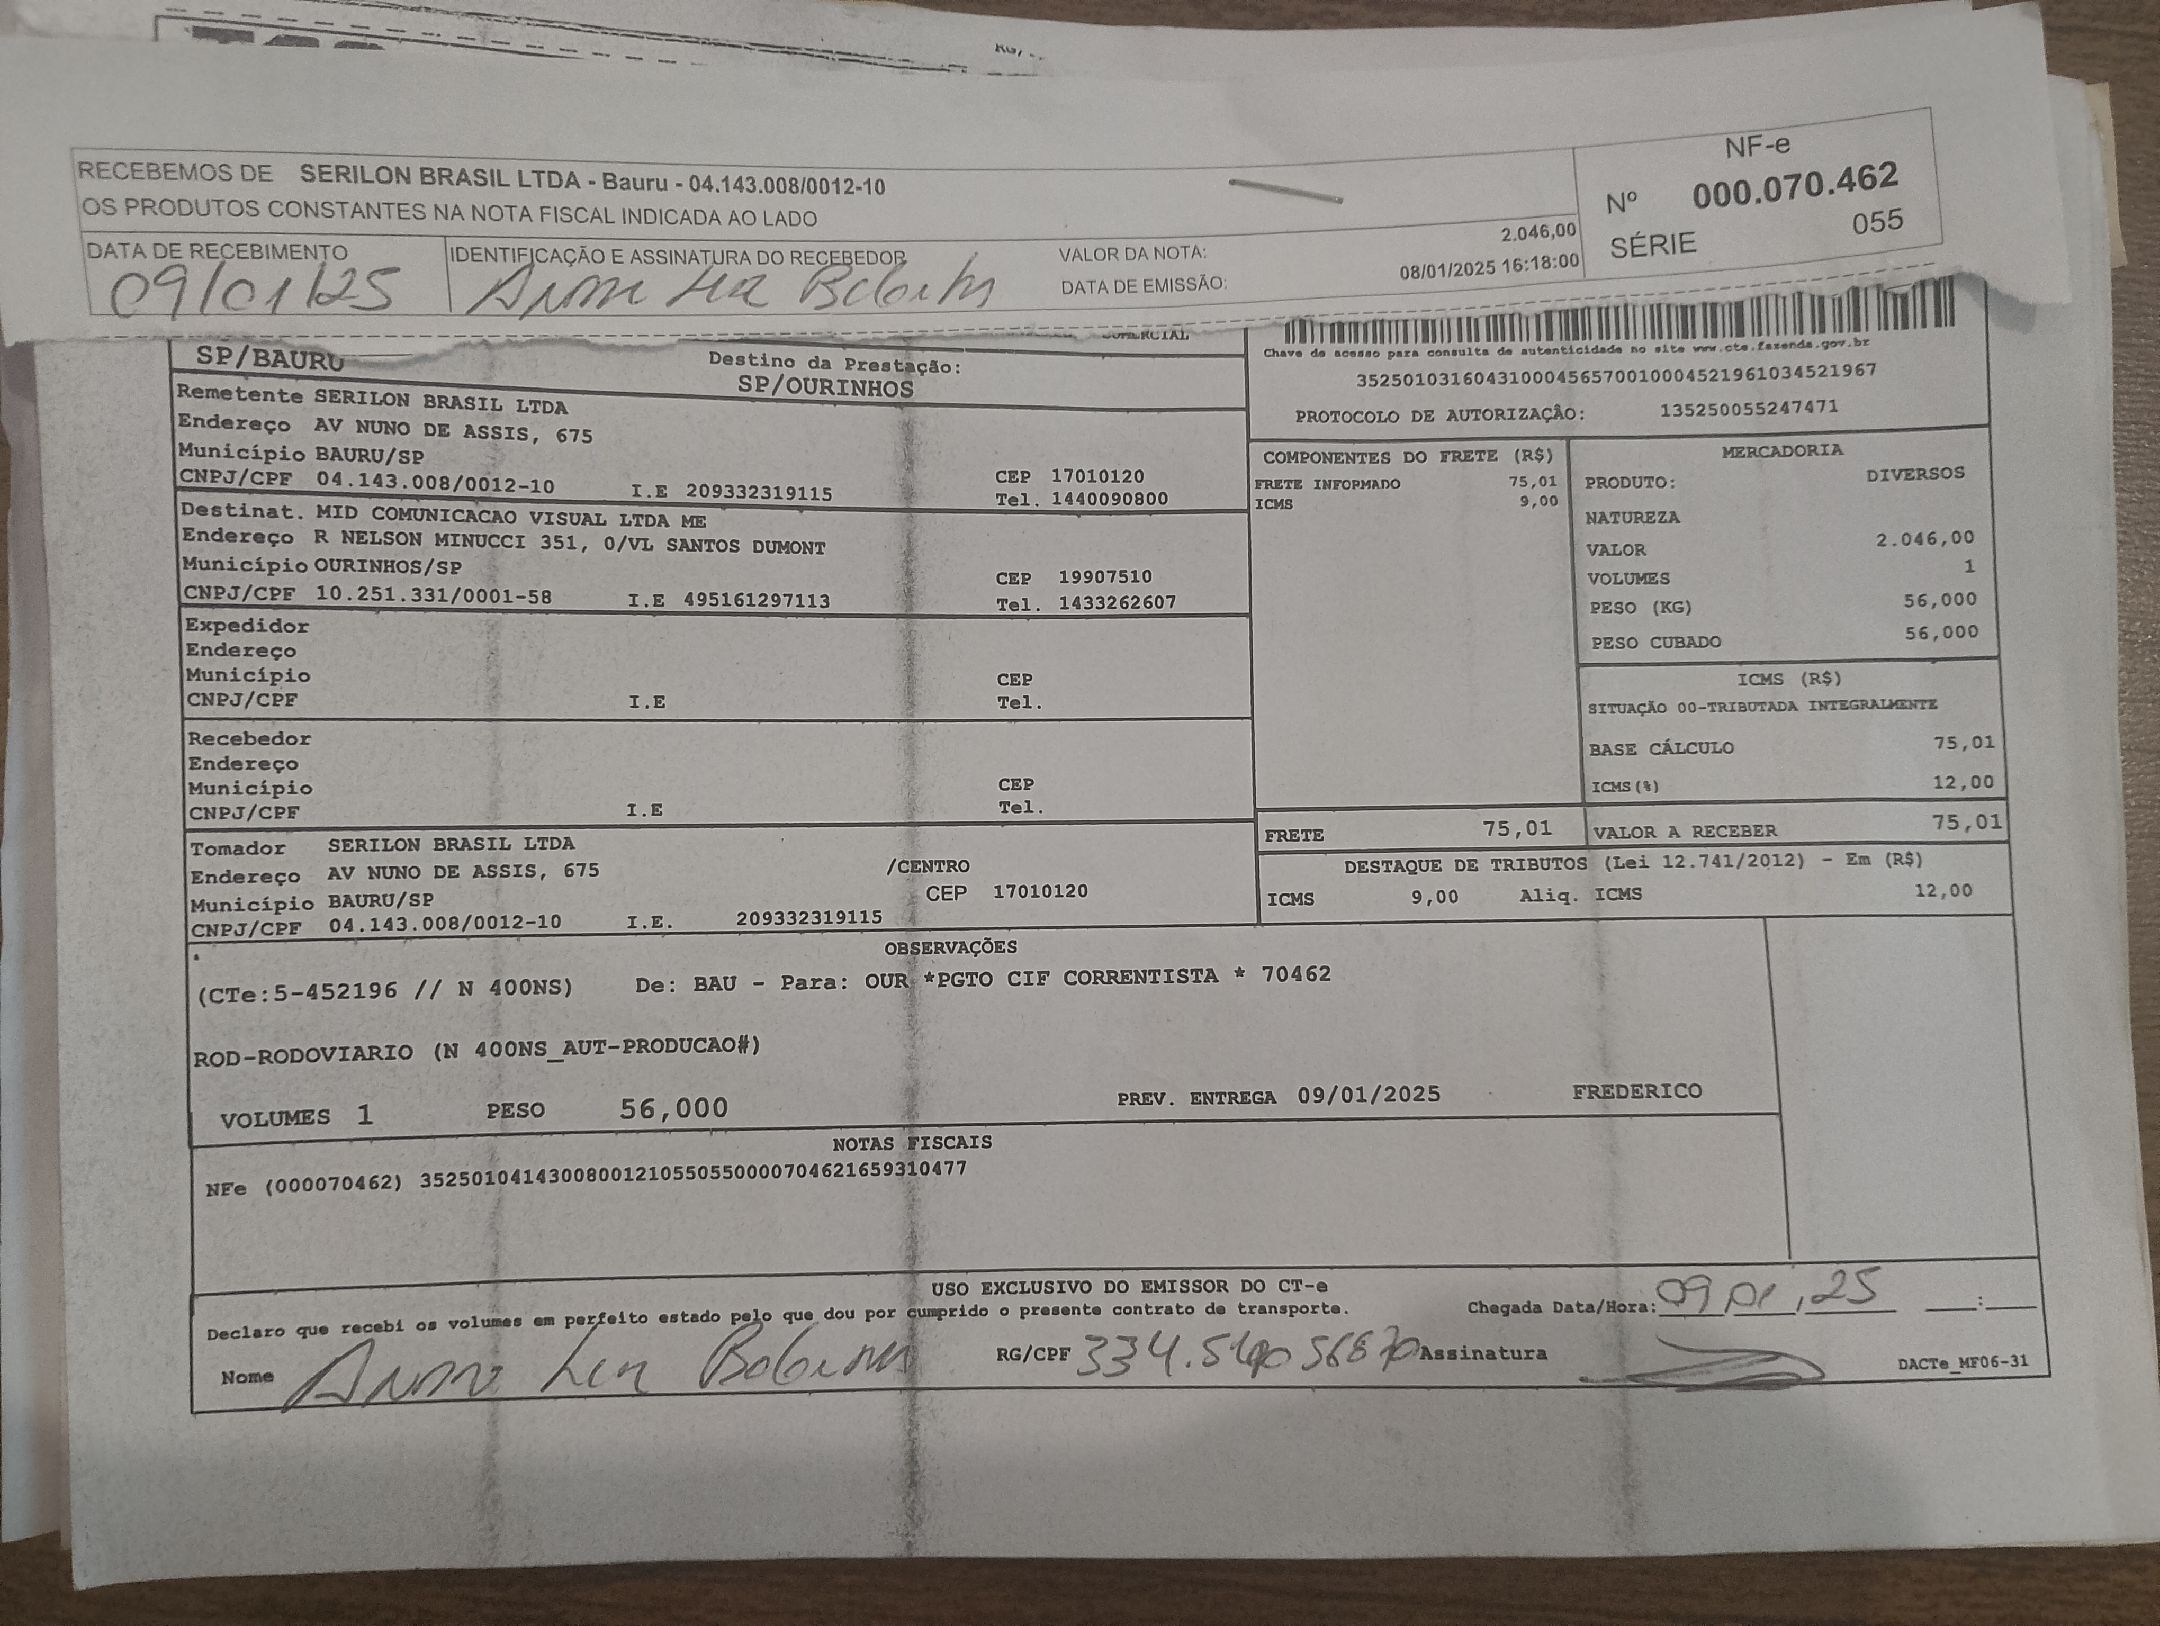 RECEBEMOS DE SERILON BRASIL LTDA - Bauru - 04.143.008/0012-10
OS PRODUTOS CONSTANTES NA NOTA FISCAL INDICADA AO LADO
DATA DE RECEBIMENTO
09/01/25
IDENTIFICAÇÃO E ASSINATURA DO RECEBEDOR
VALOR DA NOTA: 2.046,00
DATA DE EMISSÃO: 08/01/2025 16:18:00
NF-e
Nº 000.070.462
SÉRIE 055
SP/BAURU
Destino da Prestação:
SP/OURINHOS
Chave de acesso para consulta de autenticidade no site www.cte.fazenda.gov.br
35250103160431000456570010004521961034521967
PROTOCOLO DE AUTORIZAÇÃO: 135250055247471
Remetente SERILON BRASIL LTDA
Endereço AV NUNO DE ASSIS, 675
Município BAURU/SP CEP 17010120
CNPJ/CPF 04.143.008/0012-10 I.E 209332319115 Tel. 1440090800
Destinat. MID COMUNICACAO VISUAL LTDA ME
Endereço R NELSON MINUCCI 351, 0/VL SANTOS DUMONT
Município OURINHOS/SP CEP 19907510
CNPJ/CPF 10.251.331/0001-58 I.E 495161297113 Tel. 1433262607
Expedidor
Endereço
Município CEP
CNPJ/CPF I.E Tel.
Recebedor
Endereço
Município CEP
CNPJ/CPF I.E Tel.
Tomador SERILON BRASIL LTDA
Endereço AV NUNO DE ASSIS, 675 /CENTRO
Município BAURU/SP CEP 17010120
CNPJ/CPF 04.143.008/0012-10 I.E. 209332319115
COMPONENTES DO FRETE (R$)
FRETE INFORMADO 75,01
ICMS 9,00
MERCADORIA
PRODUTO: DIVERSOS
NATUREZA
VALOR 2.046,00
VOLUMES 1
PESO (KG) 56,000
PESO CUBADO 56,000
ICMS (R$)
SITUAÇÃO 00-TRIBUTADA INTEGRALMENTE
BASE CÁLCULO 75,01
ICMS(%) 12,00
FRETE 75,01 VALOR A RECEBER 75,01
DESTAQUE DE TRIBUTOS (Lei 12.741/2012) - Em (R$)
ICMS 9,00 Aliq. ICMS 12,00
OBSERVAÇÕES
(CTe:5-452196 // N 400NS) De: BAU - Para: OUR *PGTO CIF CORRENTISTA * 70462
ROD-RODOVIARIO (N 400NS_AUT-PRODUCAO#)
VOLUMES 1 PESO 56,000 PREV. ENTREGA 09/01/2025 FREDERICO
NOTAS FISCAIS
NFe (000070462) 35250104143008001210550550000704621659310477
USO EXCLUSIVO DO EMISSOR DO CT-e
Declaro que recebi os volumes em perfeito estado pelo que dou por cumprido o presente contrato de transporte. Chegada Data/Hora: 09,01,25 :
Nome RG/CPF Assinatura
DACTe_MF06-31